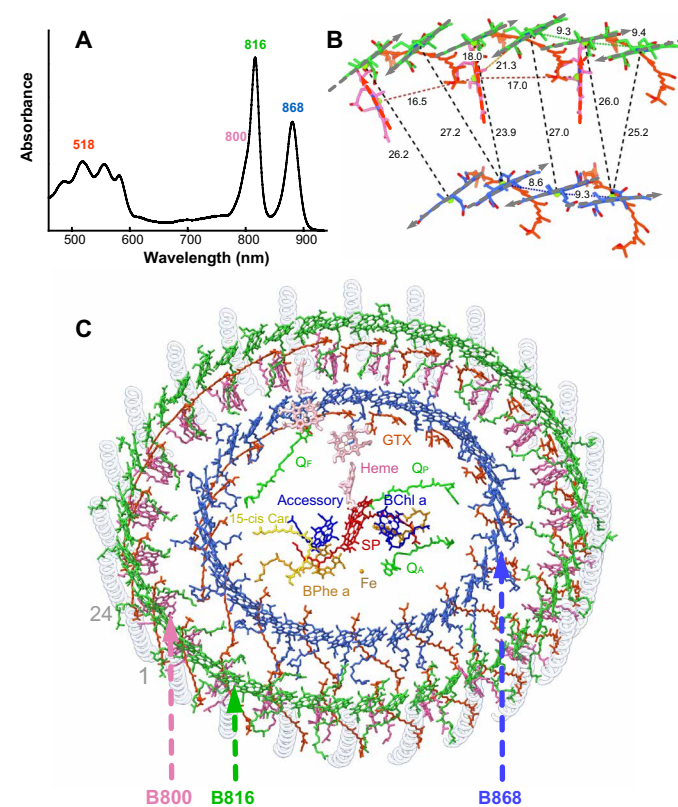 A
816
868
800
518
Absorbance
500 600 700 800 900
Wavelength (nm)
B
9.3
9.4
18.0
21.3
16.5
17.0
26.2
27.2
23.9
27.0
26.0
25.2
8.6
9.3
C
GTX
QF
Heme
QP
Accessory
BChl a
15-cis Car
SP
BPhe a
Fe
QA
24
1
B800
B816
B868